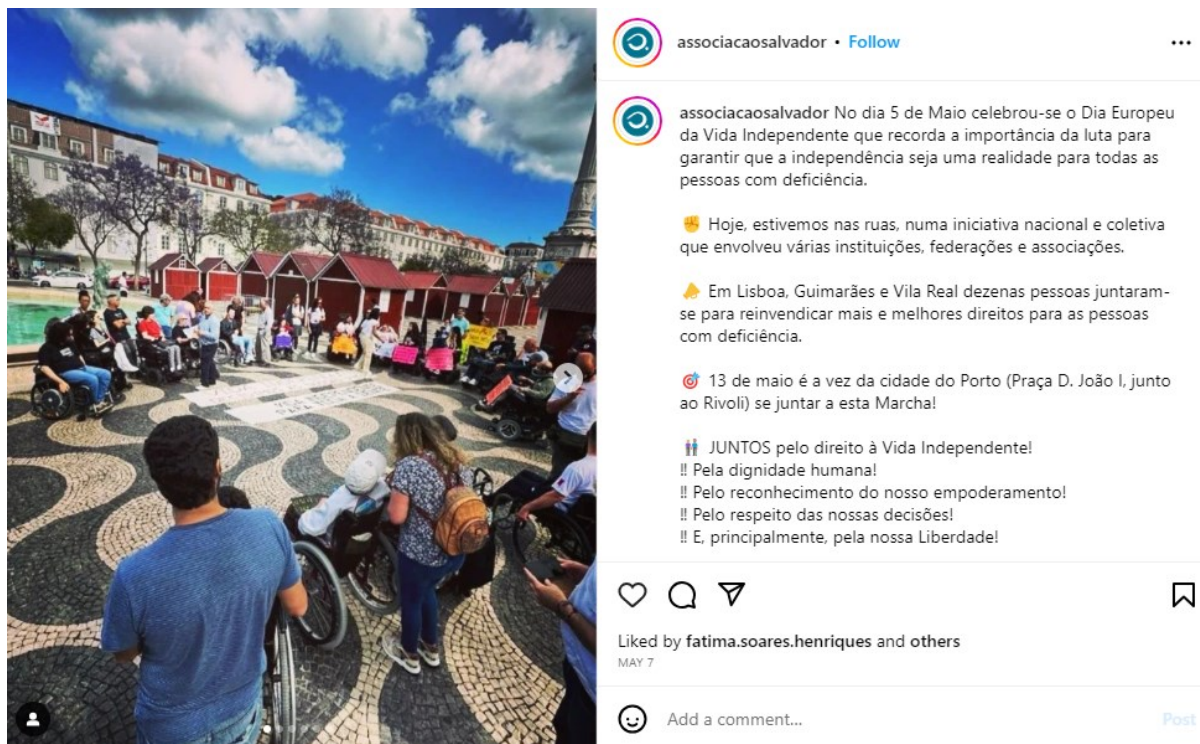 associacaosalvador • Follow
associacaosalvador No dia 5 de Maio celebrou-se o Dia Europeu
da Vida Independente que recorda a importância da luta para
garantir que a independência seja uma realidade para todas as
pessoas com deficiência.
✊ Hoje, estivemos nas ruas, numa iniciativa nacional e coletiva
que envolveu várias instituições, federações e associações.
📣 Em Lisboa, Guimarães e Vila Real dezenas pessoas juntaram-
se para reinvendicar mais e melhores direitos para as pessoas
com deficiência.
🎯 13 de maio é a vez da cidade do Porto (Praça D. João I, junto
ao Rivoli) se juntar a esta Marcha!
👫 JUNTOS pelo direito à Vida Independente!
‼ Pela dignidade humana!
‼ Pelo reconhecimento do nosso empoderamento!
‼ Pelo respeito das nossas decisões!
‼ E, principalmente, pela nossa Liberdade!
Liked by fatima.soares.henriques and others
MAY 7
Add a comment...
Post